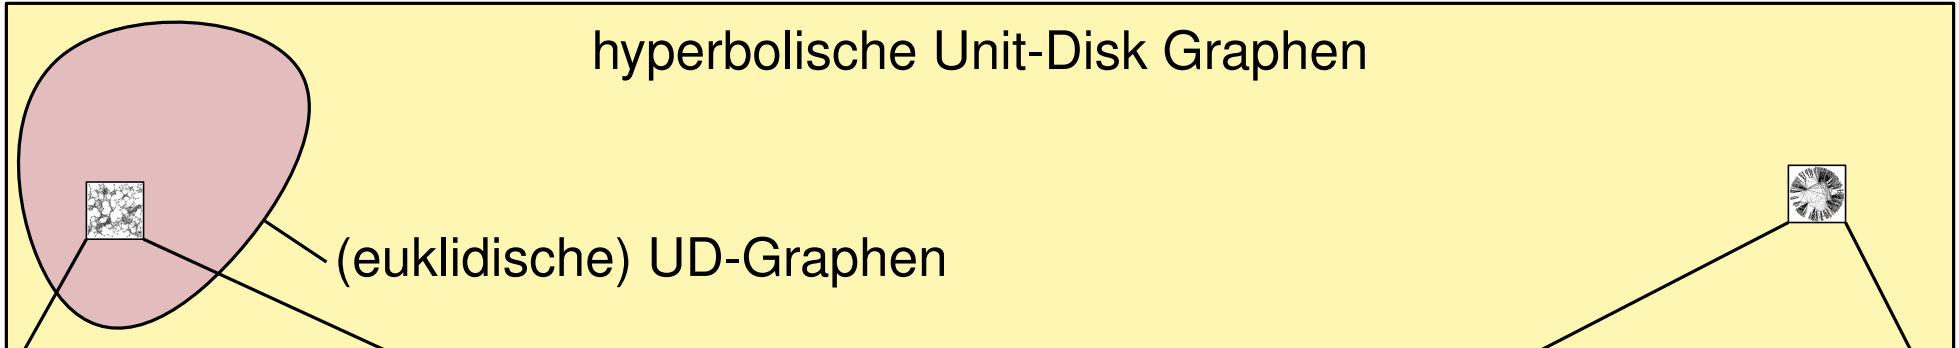 hyperbolische Unit-Disk Graphen
(euklidische) UD-Graphen